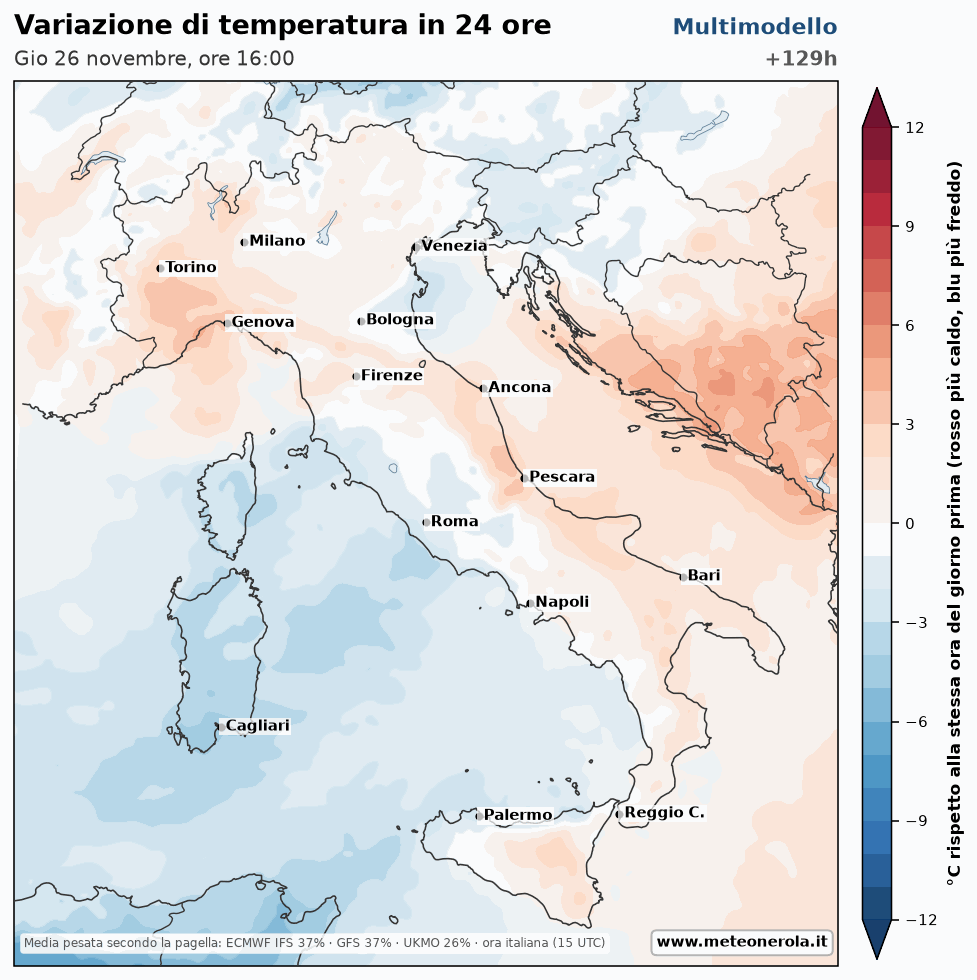 Variazione di temperatura in 24 ore
Multimodello
Gio 26 novembre, ore 16:00
+129h
Milano
Venezia
Torino
Genova
Bologna
Firenze
Ancona
Pescara
Roma
Bari
Napoli
Cagliari
Palermo
Reggio C.
12
9
6
3
0
−3
−6
−9
−12
°C rispetto alla stessa ora del giorno prima (rosso più caldo, blu più freddo)
Media pesata secondo la pagella: ECMWF IFS 37% · GFS 37% · UKMO 26% · ora italiana (15 UTC)
www.meteonerola.it